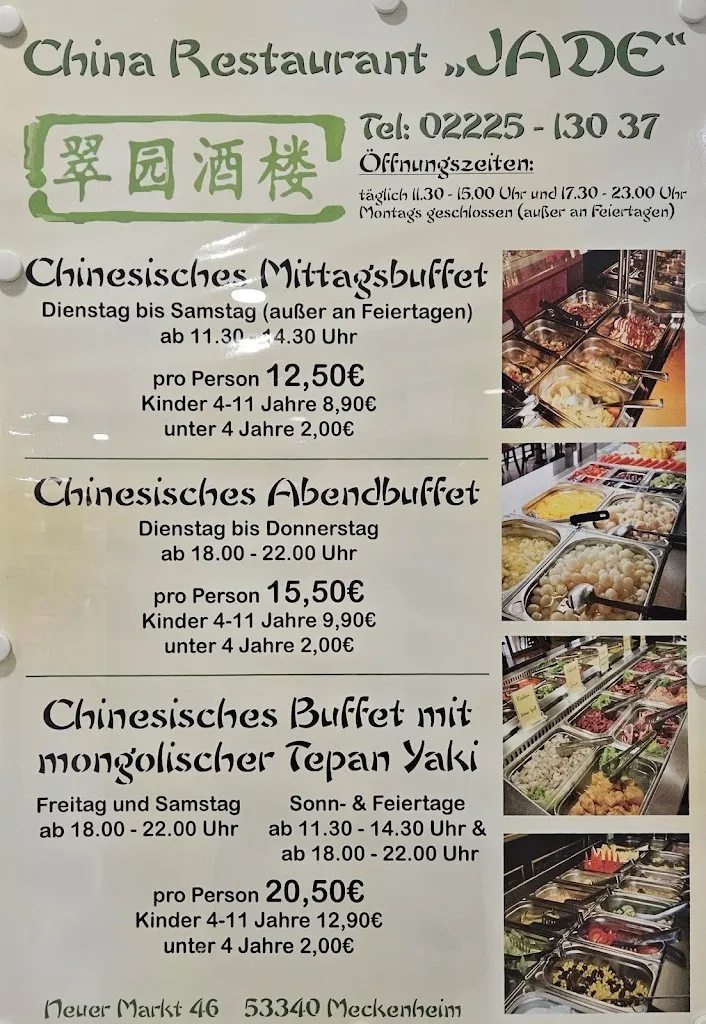 China Restaurant „JADE“
翠园酒楼
Tel: 02225 - 130 37
Öffnungszeiten:
täglich 11.30 - 15.00 Uhr und 17.30 - 23.00 Uhr
Montags geschlossen (außer an Feiertagen)
Chinesisches Mittagsbuffet
Dienstag bis Samstag (außer an Feiertagen)
ab 11.30 - 14.30 Uhr
pro Person 12,50€
Kinder 4-11 Jahre 8,90€
unter 4 Jahre 2,00€
Chinesisches Abendbuffet
Dienstag bis Donnerstag
ab 18.00 - 22.00 Uhr
pro Person 15,50€
Kinder 4-11 Jahre 9,90€
unter 4 Jahre 2,00€
Chinesisches Buffet mit
mongolischer Tepan Yaki
Freitag und Samstag
ab 18.00 - 22.00 Uhr
Sonn- & Feiertage
ab 11.30 - 14.30 Uhr &
ab 18.00 - 22.00 Uhr
pro Person 20,50€
Kinder 4-11 Jahre 12,90€
unter 4 Jahre 2,00€
Neuer Markt 46 53340 Meckenheim